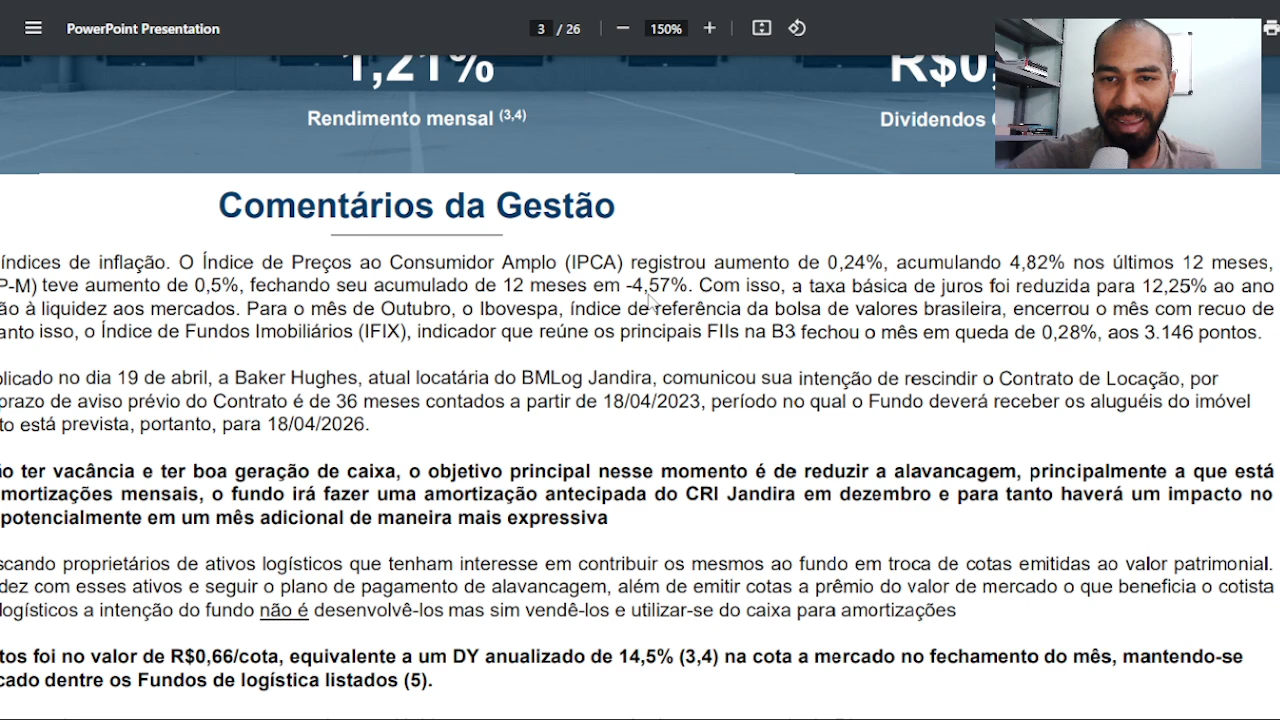 PowerPoint Presentation
3 / 26
150%
1,21%
R$0,
Rendimento mensal (3,4)
Dividendos
Comentários da Gestão
índices de inflação. O Índice de Preços ao Consumidor Amplo (IPCA) registrou aumento de 0,24%, acumulando 4,82% nos últimos 12 meses,
P-M) teve aumento de 0,5%, fechando seu acumulado de 12 meses em -4,57%. Com isso, a taxa básica de juros foi reduzida para 12,25% ao ano
ão à liquidez aos mercados. Para o mês de Outubro, o Ibovespa, índice de referência da bolsa de valores brasileira, encerrou o mês com recuo de
anto isso, o Índice de Fundos Imobiliários (IFIX), indicador que reúne os principais FIIs na B3 fechou o mês em queda de 0,28%, aos 3.146 pontos.
blicado no dia 19 de abril, a Baker Hughes, atual locatária do BMLog Jandira, comunicou sua intenção de rescindir o Contrato de Locação, por
prazo de aviso prévio do Contrato é de 36 meses contados a partir de 18/04/2023, período no qual o Fundo deverá receber os aluguéis do imóvel
to está prevista, portanto, para 18/04/2026.
ão ter vacância e ter boa geração de caixa, o objetivo principal nesse momento é de reduzir a alavancagem, principalmente a que está
mortizações mensais, o fundo irá fazer uma amortização antecipada do CRI Jandira em dezembro e para tanto haverá um impacto no
potencialmente em um mês adicional de maneira mais expressiva
scando proprietários de ativos logísticos que tenham interesse em contribuir os mesmos ao fundo em troca de cotas emitidas ao valor patrimonial.
dez com esses ativos e seguir o plano de pagamento de alavancagem, além de emitir cotas a prêmio do valor de mercado o que beneficia o cotista
logísticos a intenção do fundo não é desenvolvê-los mas sim vendê-los e utilizar-se do caixa para amortizações
tos foi no valor de R$0,66/cota, equivalente a um DY anualizado de 14,5% (3,4) na cota a mercado no fechamento do mês, mantendo-se
cado dentre os Fundos de logística listados (5).